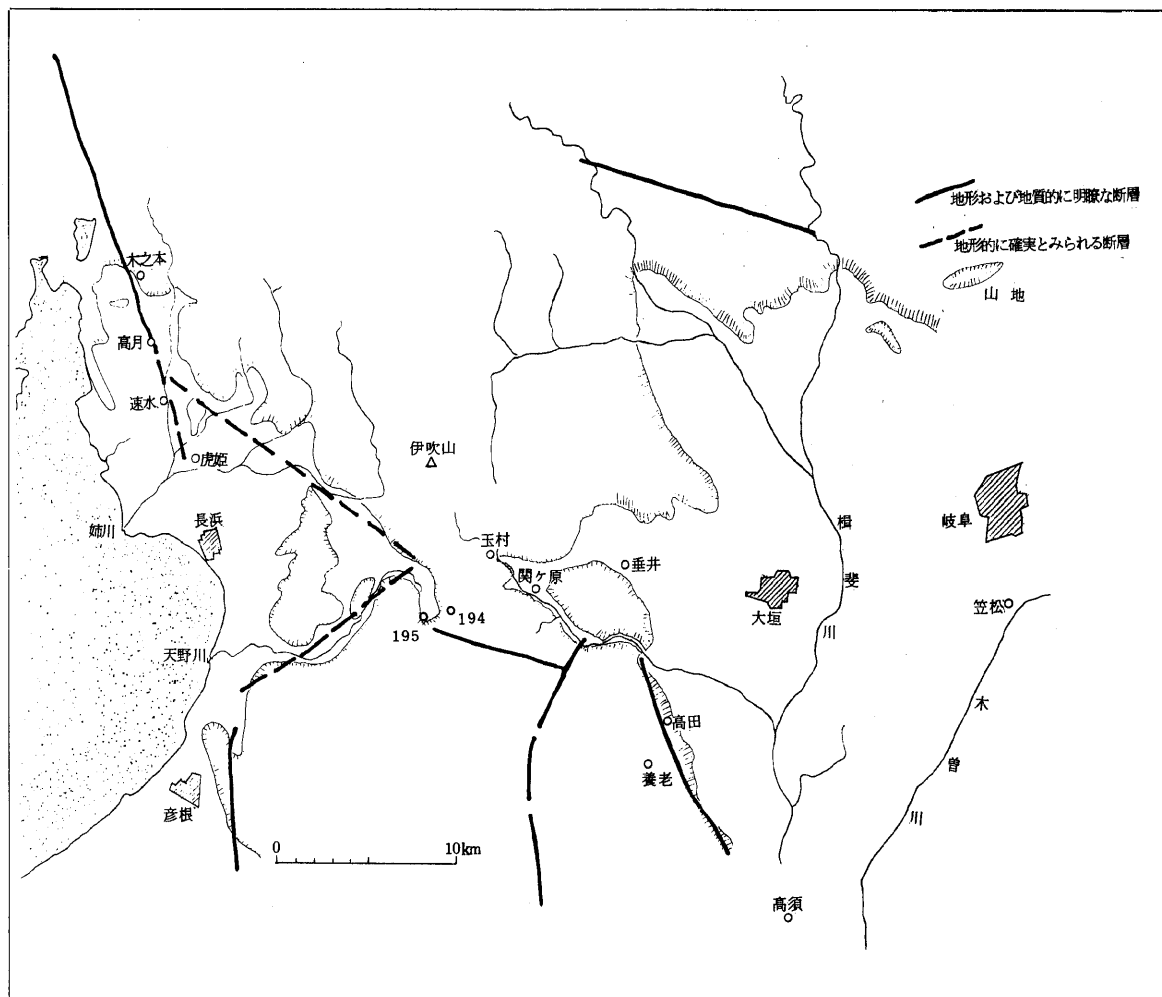 地形および地質的に明瞭な断層
地形的に確実とみられる断層
山地
木之本
高月
速水
虎姫
伊吹山
姉川
長浜
玉村
関ヶ原
垂井
揖斐川
岐阜
大垣
笠松
194
195
天野川
木曽川
高田
養老
彦根
0 10km
高須